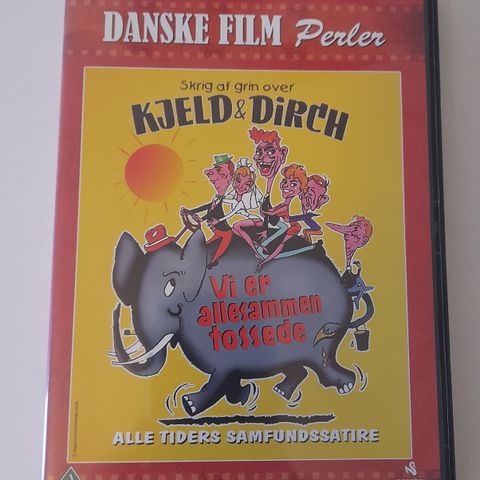 DANSKE FILM Perler
Skrig af grin over
KJELD & DIRCH
Vi er
allesammen
tossede
ALLE TIDERS SAMFUNDSSATIRE